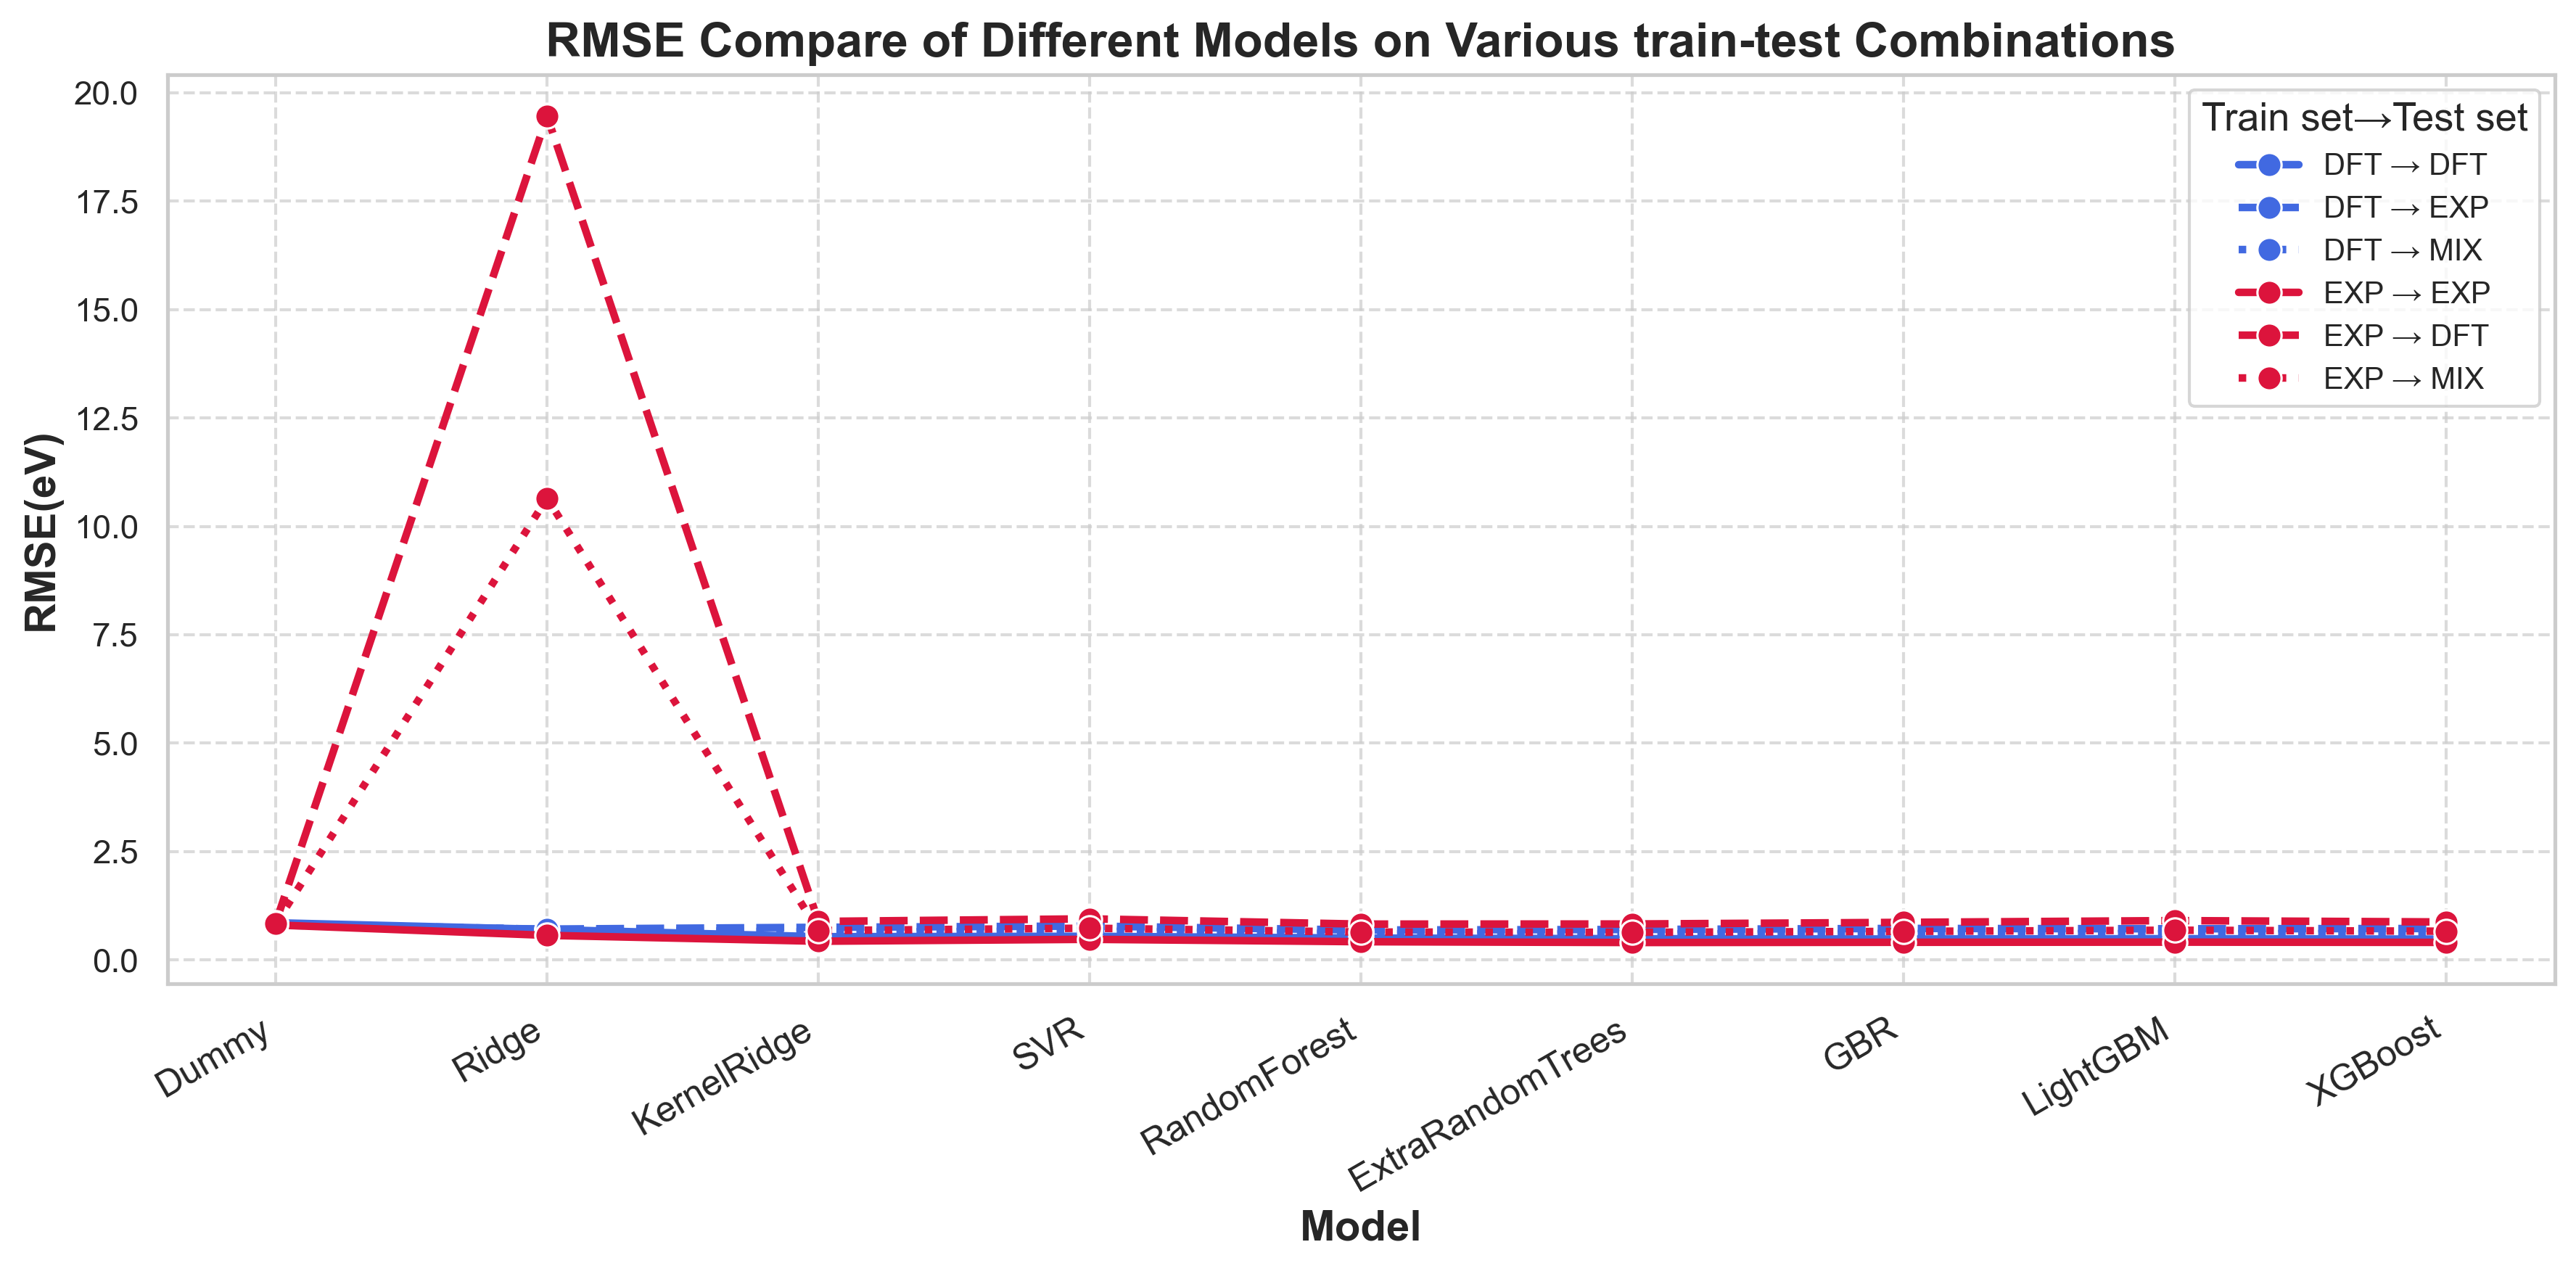 RMSE Compare of Different Models on Various train-test Combinations
RMSE(eV)
20.0
17.5
15.0
12.5
10.0
7.5
5.0
2.5
0.0
Train set→Test set
DFT → DFT
DFT → EXP
DFT → MIX
EXP → EXP
EXP → DFT
EXP → MIX
Dummy
Ridge
KernelRidge
SVR
RandomForest
ExtraRandomTrees
GBR
LightGBM
XGBoost
Model